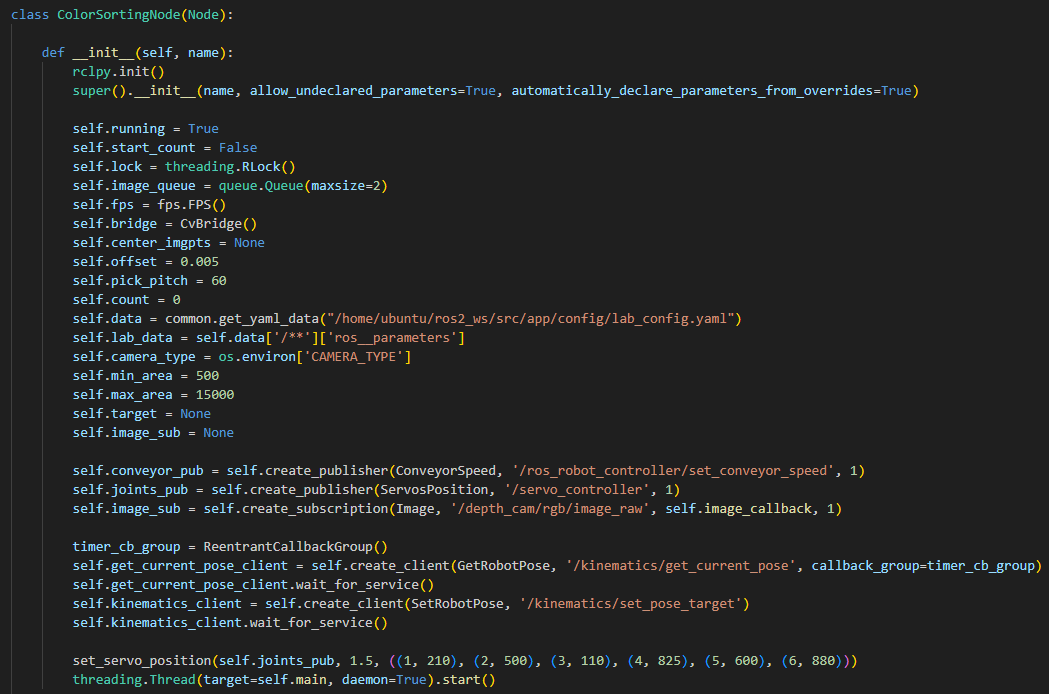 class ColorSortingNode(Node):
def __init__(self, name):
rclpy.init()
super().__init__(name, allow_undeclared_parameters=True, automatically_declare_parameters_from_overrides=True)
self.running = True
self.start_count = False
self.lock = threading.RLock()
self.image_queue = queue.Queue(maxsize=2)
self.fps = fps.FPS()
self.bridge = CvBridge()
self.center_imgpts = None
self.offset = 0.005
self.pick_pitch = 60
self.count = 0
self.data = common.get_yaml_data("/home/ubuntu/ros2_ws/src/app/config/lab_config.yaml")
self.lab_data = self.data['/**']['ros__parameters']
self.camera_type = os.environ['CAMERA_TYPE']
self.min_area = 500
self.max_area = 15000
self.target = None
self.image_sub = None
self.conveyor_pub = self.create_publisher(ConveyorSpeed, '/ros_robot_controller/set_conveyor_speed', 1)
self.joints_pub = self.create_publisher(ServosPosition, '/servo_controller', 1)
self.image_sub = self.create_subscription(Image, '/depth_cam/rgb/image_raw', self.image_callback, 1)
timer_cb_group = ReentrantCallbackGroup()
self.get_current_pose_client = self.create_client(GetRobotPose, '/kinematics/get_current_pose', callback_group=timer_cb_group)
self.get_current_pose_client.wait_for_service()
self.kinematics_client = self.create_client(SetRobotPose, '/kinematics/set_pose_target')
self.kinematics_client.wait_for_service()
set_servo_position(self.joints_pub, 1.5, ((1, 210), (2, 500), (3, 110), (4, 825), (5, 600), (6, 880)))
threading.Thread(target=self.main, daemon=True).start()